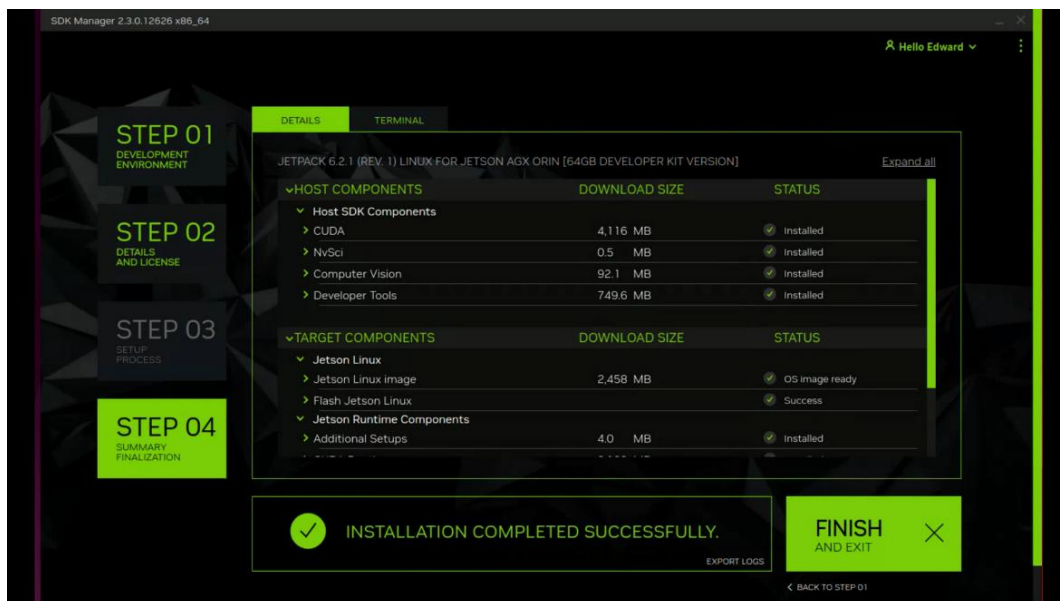 SDK Manager 2.3.0.12626 x86_64
Hello Edward
STEP 01
DEVELOPMENT
ENVIRONMENT
STEP 02
DETAILS
AND LICENSE
STEP 03
SETUP
PROCESS
STEP 04
SUMMARY
FINALIZATION
DETAILS TERMINAL
JETPACK 6.2.1 (REV. 1) LINUX FOR JETSON AGX ORIN [64GB DEVELOPER KIT VERSION] Expand all
HOST COMPONENTS DOWNLOAD SIZE STATUS
Host SDK Components
CUDA 4,116 MB Installed
NvSci 0.5 MB Installed
Computer Vision 92.1 MB Installed
Developer Tools 749.6 MB Installed
TARGET COMPONENTS DOWNLOAD SIZE STATUS
Jetson Linux
Jetson Linux image 2,458 MB OS image ready
Flash Jetson Linux Success
Jetson Runtime Components
Additional Setups 4.0 MB Installed
INSTALLATION COMPLETED SUCCESSFULLY.
EXPORT LOGS
FINISH
AND EXIT
BACK TO STEP 01